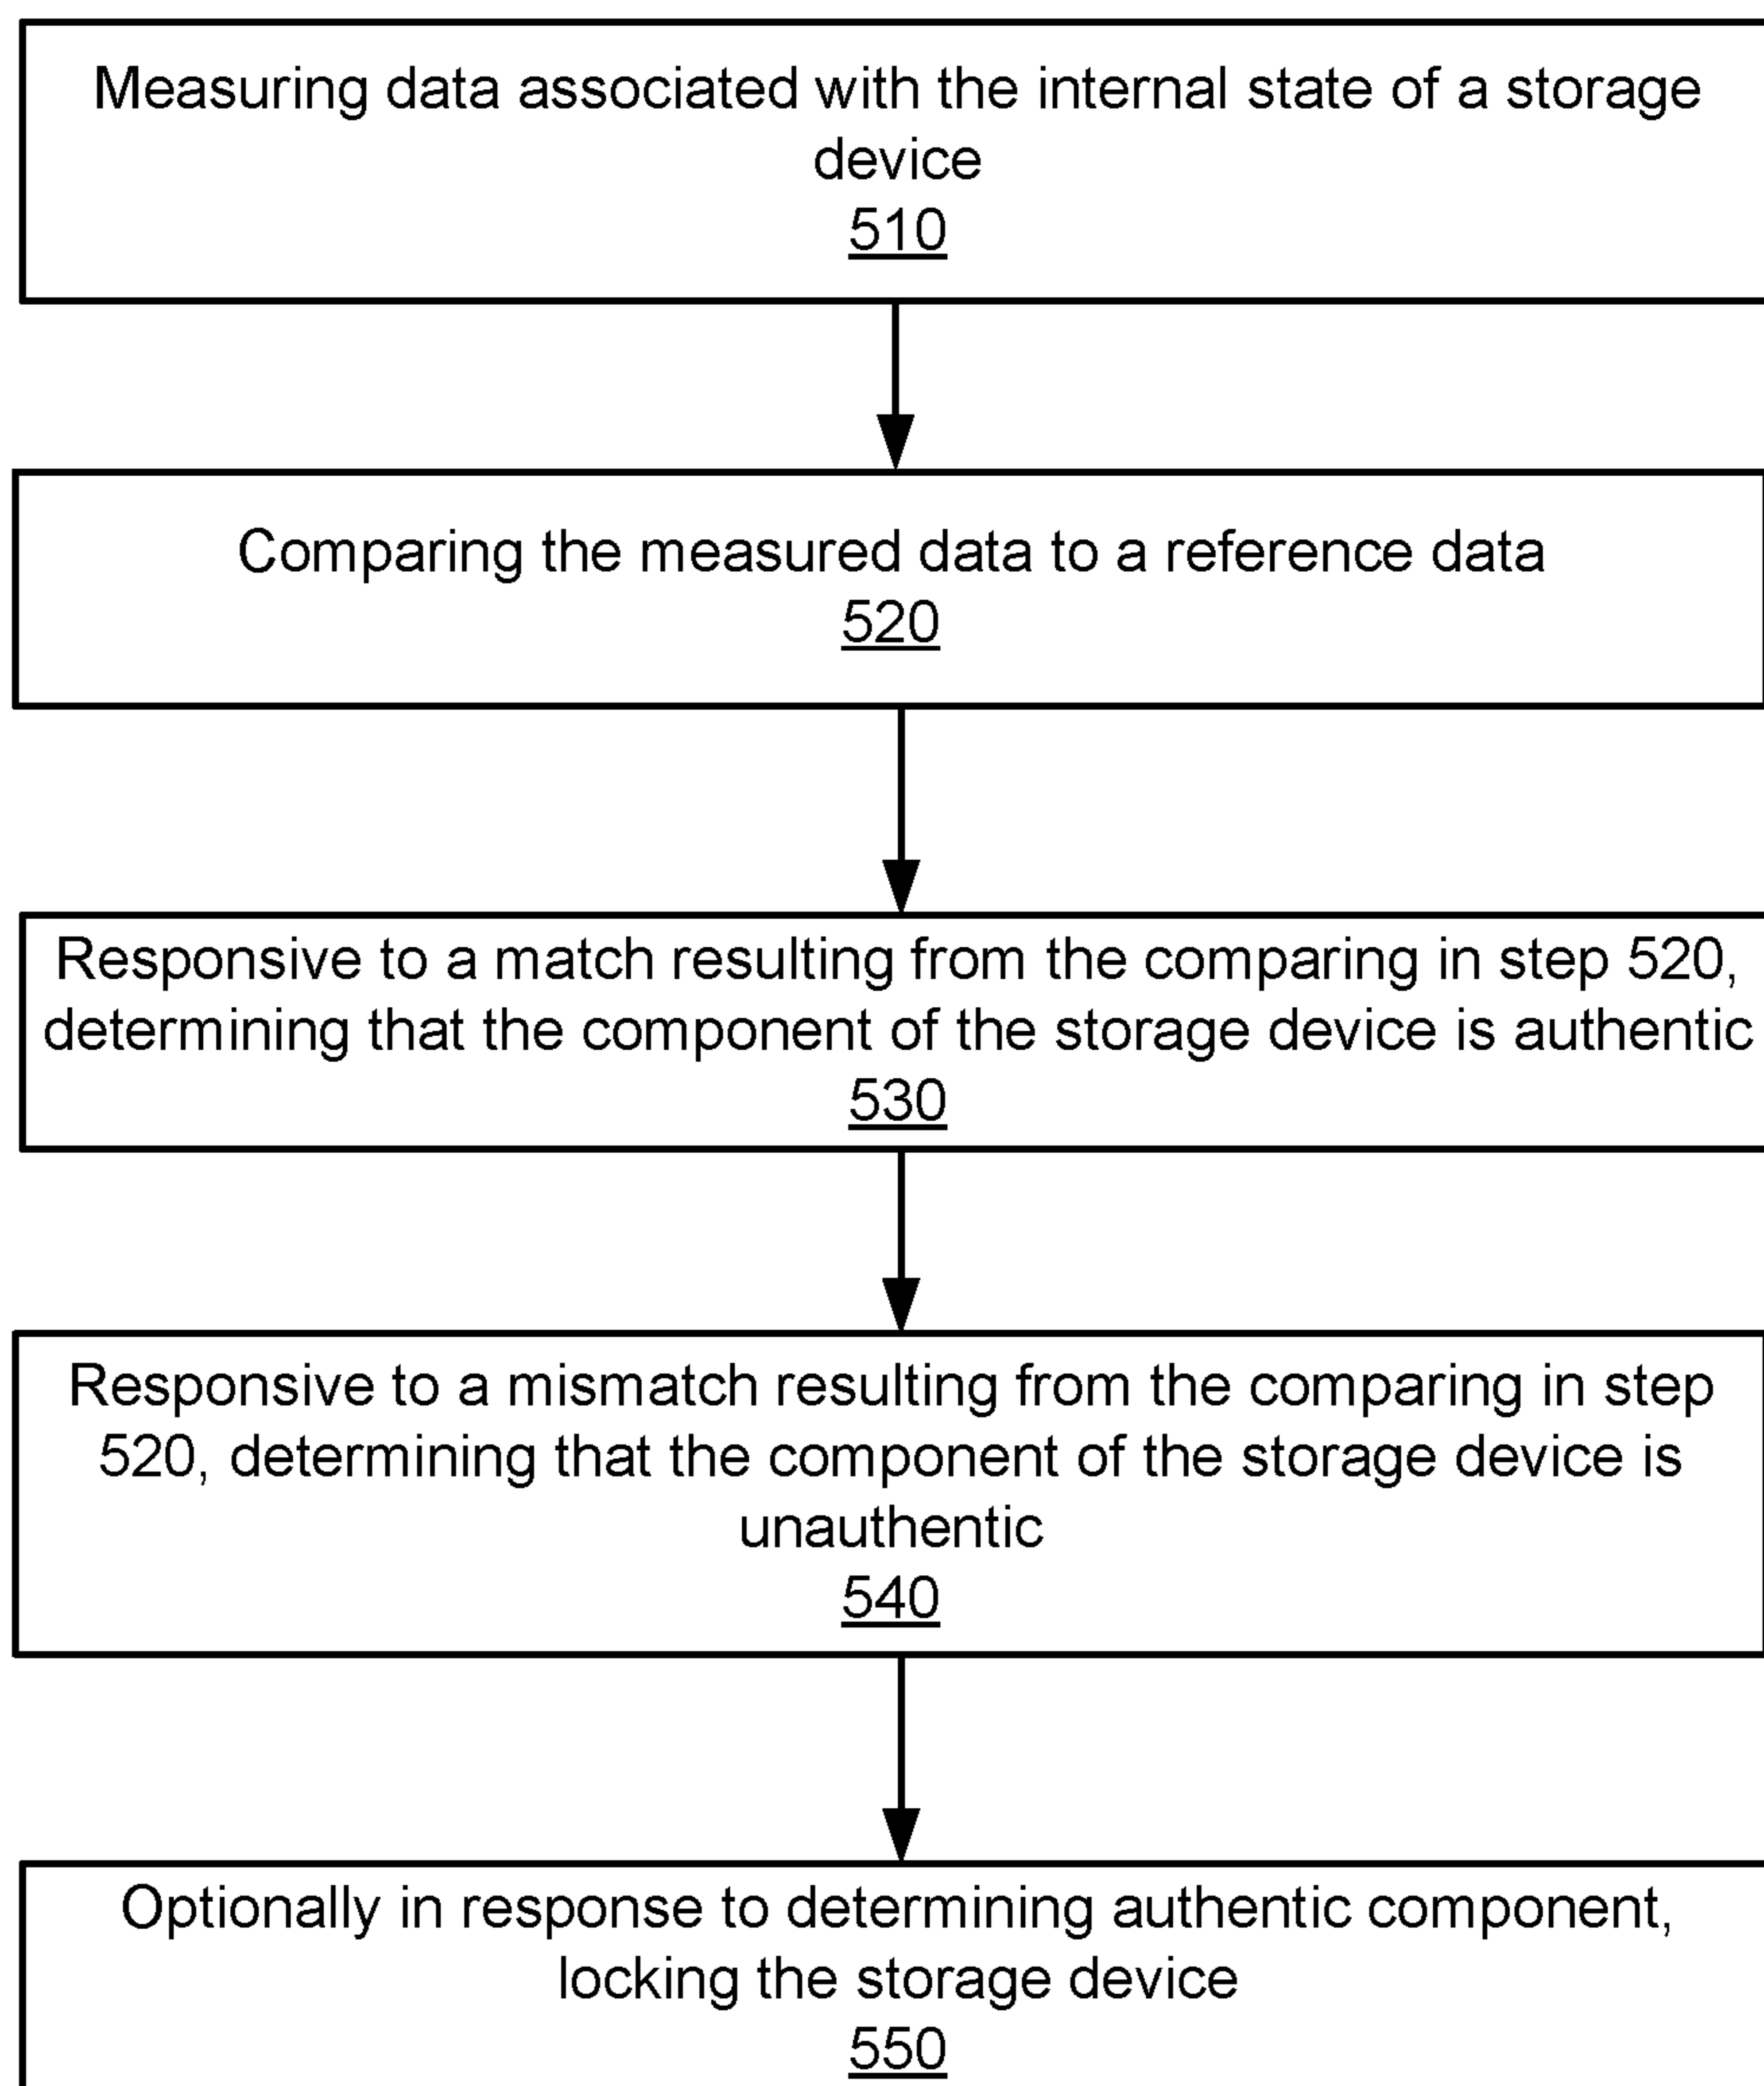 Measuring data associated with the internal state of a storage
device
510
Comparing the measured data to a reference data
520
Responsive to a match resulting from the comparing in step 520,
determining that the component of the storage device is authentic
530
Responsive to a mismatch resulting from the comparing in step
520, determining that the component of the storage device is
unauthentic
540
Optionally in response to determining authentic component,
locking the storage device
550